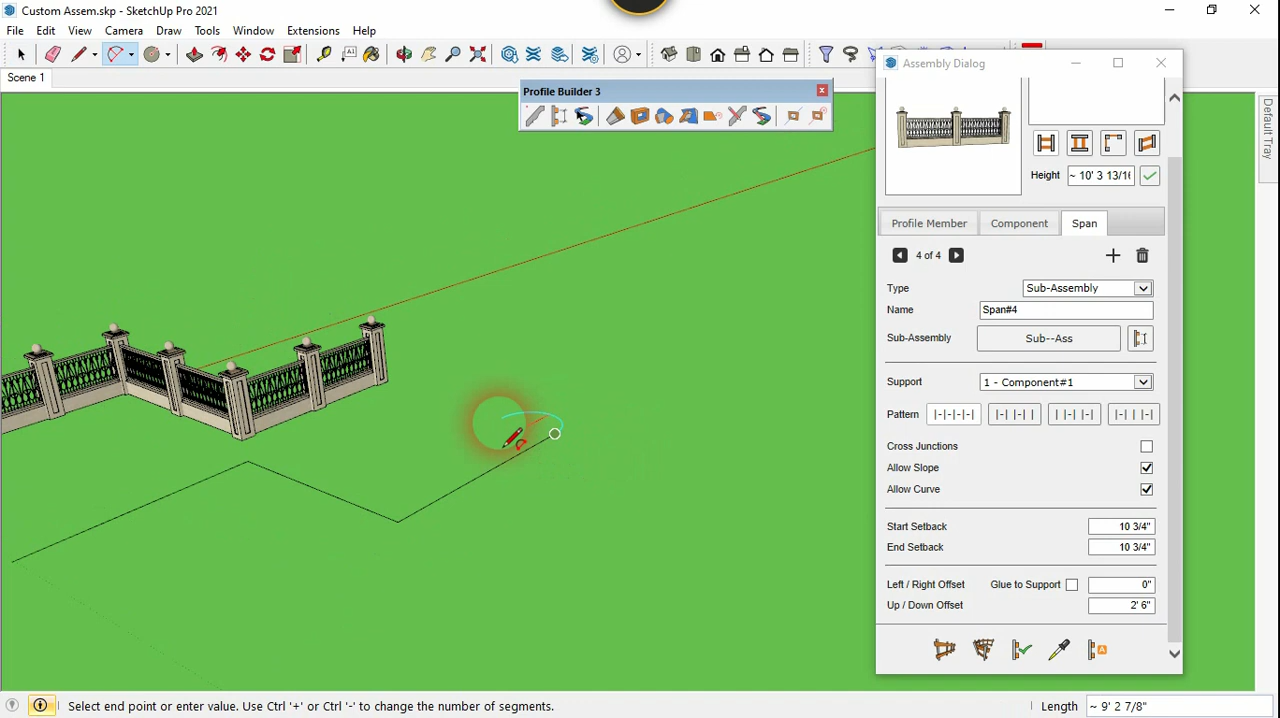 Custom Assem.skp - SketchUp Pro 2021
File Edit View Camera Draw Tools Window Extensions Help
Scene 1
Profile Builder 3
Assembly Dialog
Default Tray
Height ~ 10' 3 13/16
Profile Member Component Span
4 of 4
Type Sub-Assembly
Name Span#4
Sub-Assembly Sub--Ass
Support 1 - Component#1
Pattern
Cross Junctions
Allow Slope
Allow Curve
Start Setback 10 3/4"
End Setback 10 3/4"
Left / Right Offset Glue to Support 0"
Up / Down Offset 2' 6"
Select end point or enter value. Use Ctrl '+' or Ctrl '-' to change the number of segments.
Length ~ 9' 2 7/8"